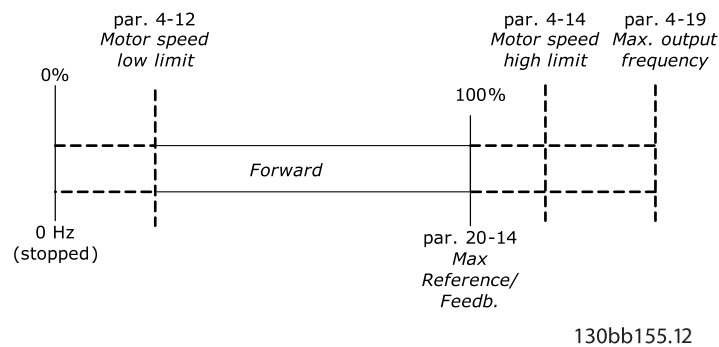 par. 4-12
Motor speed
low limit
par. 4-14
Motor speed
high limit
par. 4-19
Max. output
frequency
0%
100%
Forward
0 Hz
(stopped)
par. 20-14
Max
Reference/
Feedb.
130bb155.12